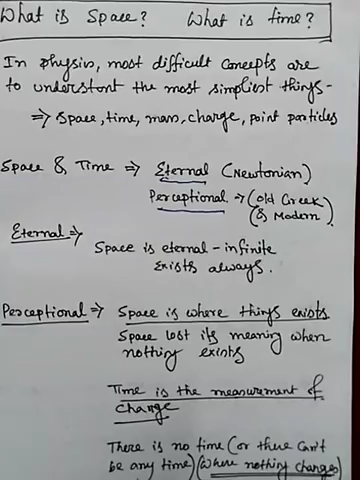 What is Space? What is time?
In physics, most difficult concepts are
to understant the most simpliest things-
⇒ Space, time, mass, charge, point particles
Space & Time ⇒ Eternal (Newtonian)
Perceptional → (Old Greek
& Modern)
Eternal ⇒
Space is eternal - infinite
exists always.
Perceptional ⇒ Space is where things exists
Space lost its meaning when
nothing exists
Time is the measurement of
change
There is no time (or there can't
be any time) (where nothing changes)